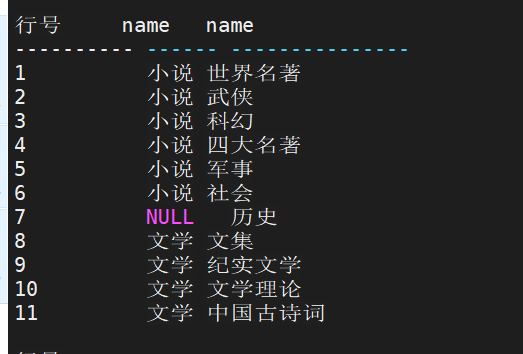 行号 name name
---------- ------ ---------------
1 小说 世界名著
2 小说 武侠
3 小说 科幻
4 小说 四大名著
5 小说 军事
6 小说 社会
7 NULL 历史
8 文学 文集
9 文学 纪实文学
10 文学 文学理论
11 文学 中国古诗词